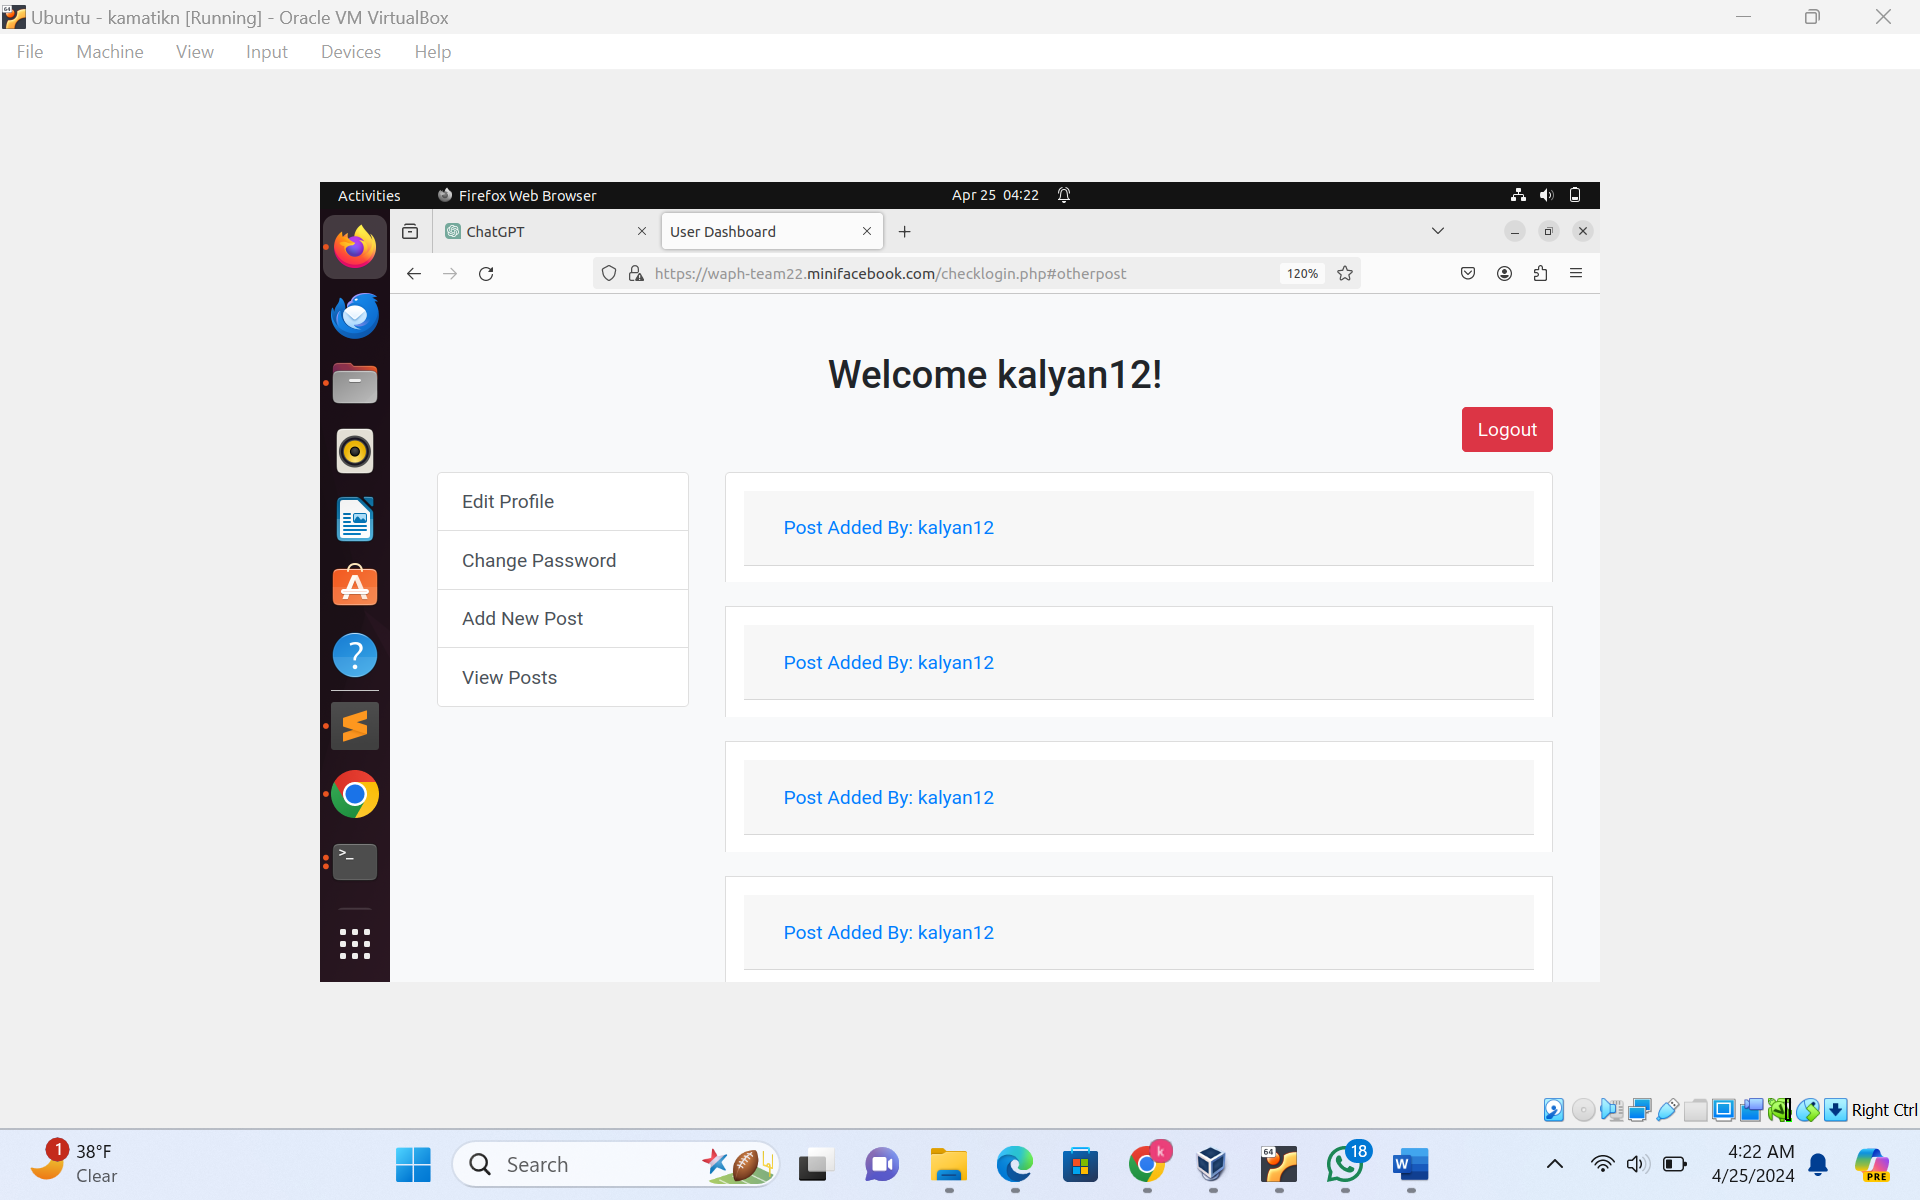 Ubuntu - kamatikn [Running] - Oracle VM VirtualBox
File Machine View Input Devices Help
Activities Firefox Web Browser Apr 25 04:22
ChatGPT User Dashboard
https://waph-team22.minifacebook.com/checklogin.php#otherpost 120%
Welcome kalyan12!
Logout
Edit Profile
Change Password
Add New Post
View Posts
Post Added By: kalyan12
Post Added By: kalyan12
Post Added By: kalyan12
Post Added By: kalyan12
Right Ctrl
1 38°F
Clear
Search
64
k
18
4:22 AM
4/25/2024
PRE